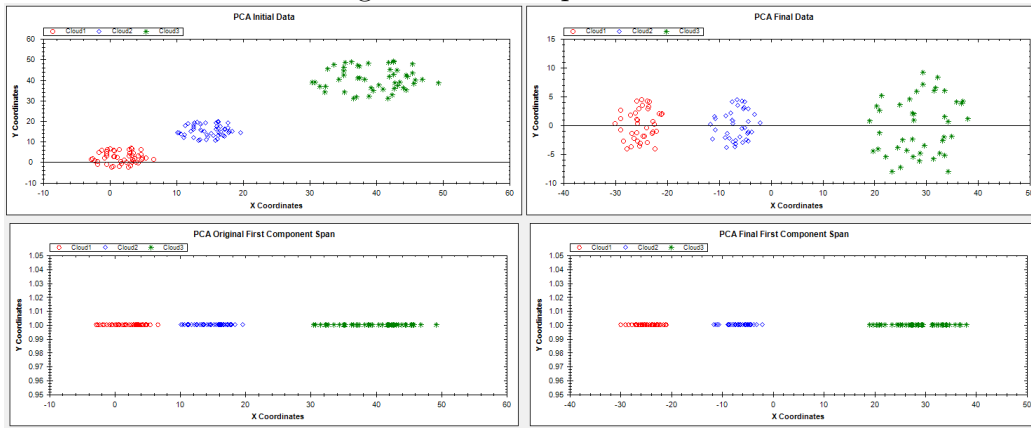 PCA Initial Data
Cloud1 Cloud2 Cloud3
60
50
40
30
20
10
0
-10
Y Coordinates
-10 0 10 20 30 40 50 60
X Coordinates
PCA Final Data
Cloud1 Cloud2 Cloud3
15
10
5
0
-5
-10
Y Coordinates
-40 -30 -20 -10 0 10 20 30 40 50
X Coordinates
PCA Original First Component Span
Cloud1 Cloud2 Cloud3
1.05
1.04
1.03
1.02
1.01
1.00
0.99
0.98
0.97
0.96
0.95
Y Coordinates
-10 0 10 20 30 40 50 60
X Coordinates
PCA Final First Component Span
Cloud1 Cloud2 Cloud3
1.05
1.04
1.03
1.02
1.01
1.00
0.99
0.98
0.97
0.96
0.95
Y Coordinates
-40 -30 -20 -10 0 10 20 30 40 50
X Coordinates